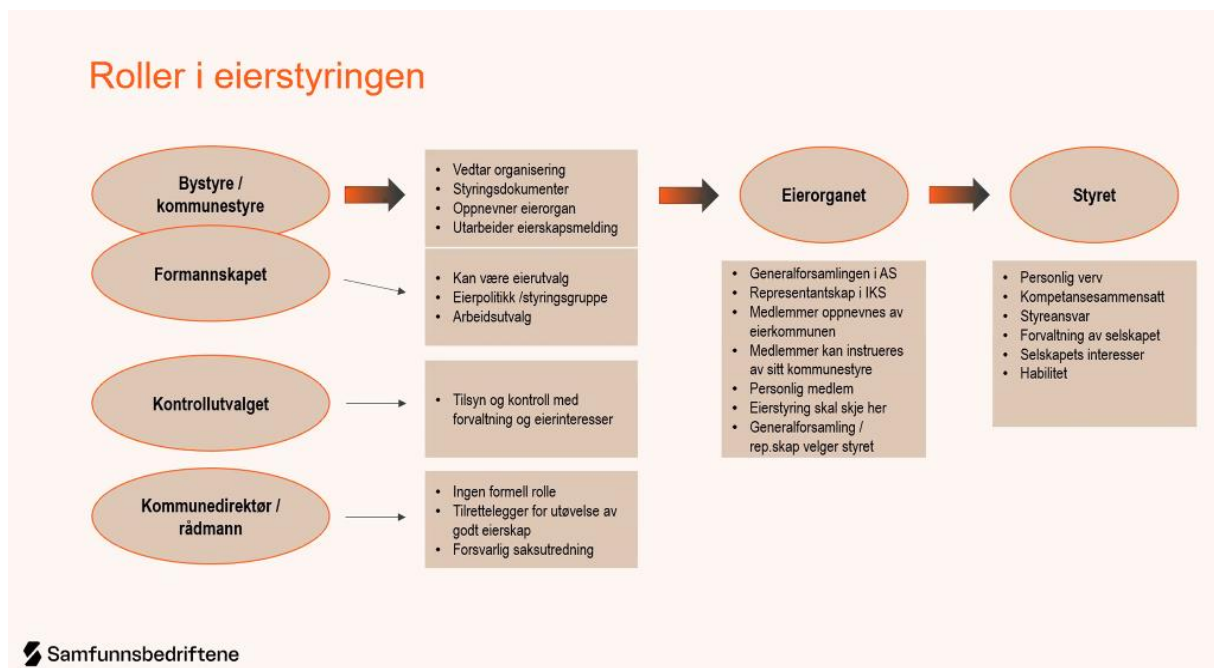 Roller i eierstyringen
Bystyre /
kommunestyre
• Vedtar organisering
• Styringsdokumenter
• Oppnevner eierorgan
• Utarbeider eierskapsmelding
Eierorganet
Styret
Formannskapet
• Kan være eierutvalg
• Eierpolitikk /styringsgruppe
• Arbeidsutvalg
• Generalforsamlingen i AS
• Representantskap i IKS
• Medlemmer oppnevnes av
eierkommunen
• Medlemmer kan instrueres
av sitt kommunestyre
• Personlig medlem
• Eierstyring skal skje her
• Generalforsamling /
rep.skap velger styret
• Personlig verv
• Kompetansesammensatt
• Styreansvar
• Forvaltning av selskapet
• Selskapets interesser
• Habilitet
Kontrollutvalget
• Tilsyn og kontroll med
forvaltning og eierinteresser
Kommunedirektør /
rådmann
• Ingen formell rolle
• Tilrettelegger for utøvelse av
godt eierskap
• Forsvarlig saksutredning
Samfunnsbedriftene